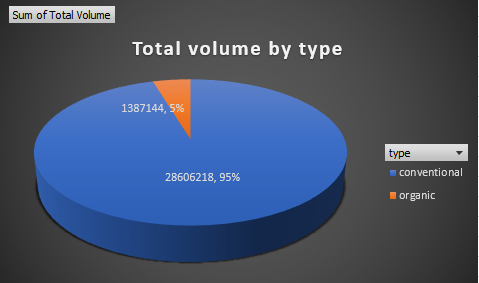 Sum of Total Volume
Total volume by type
1387144, 5%
28606218, 95%
type
conventional
organic